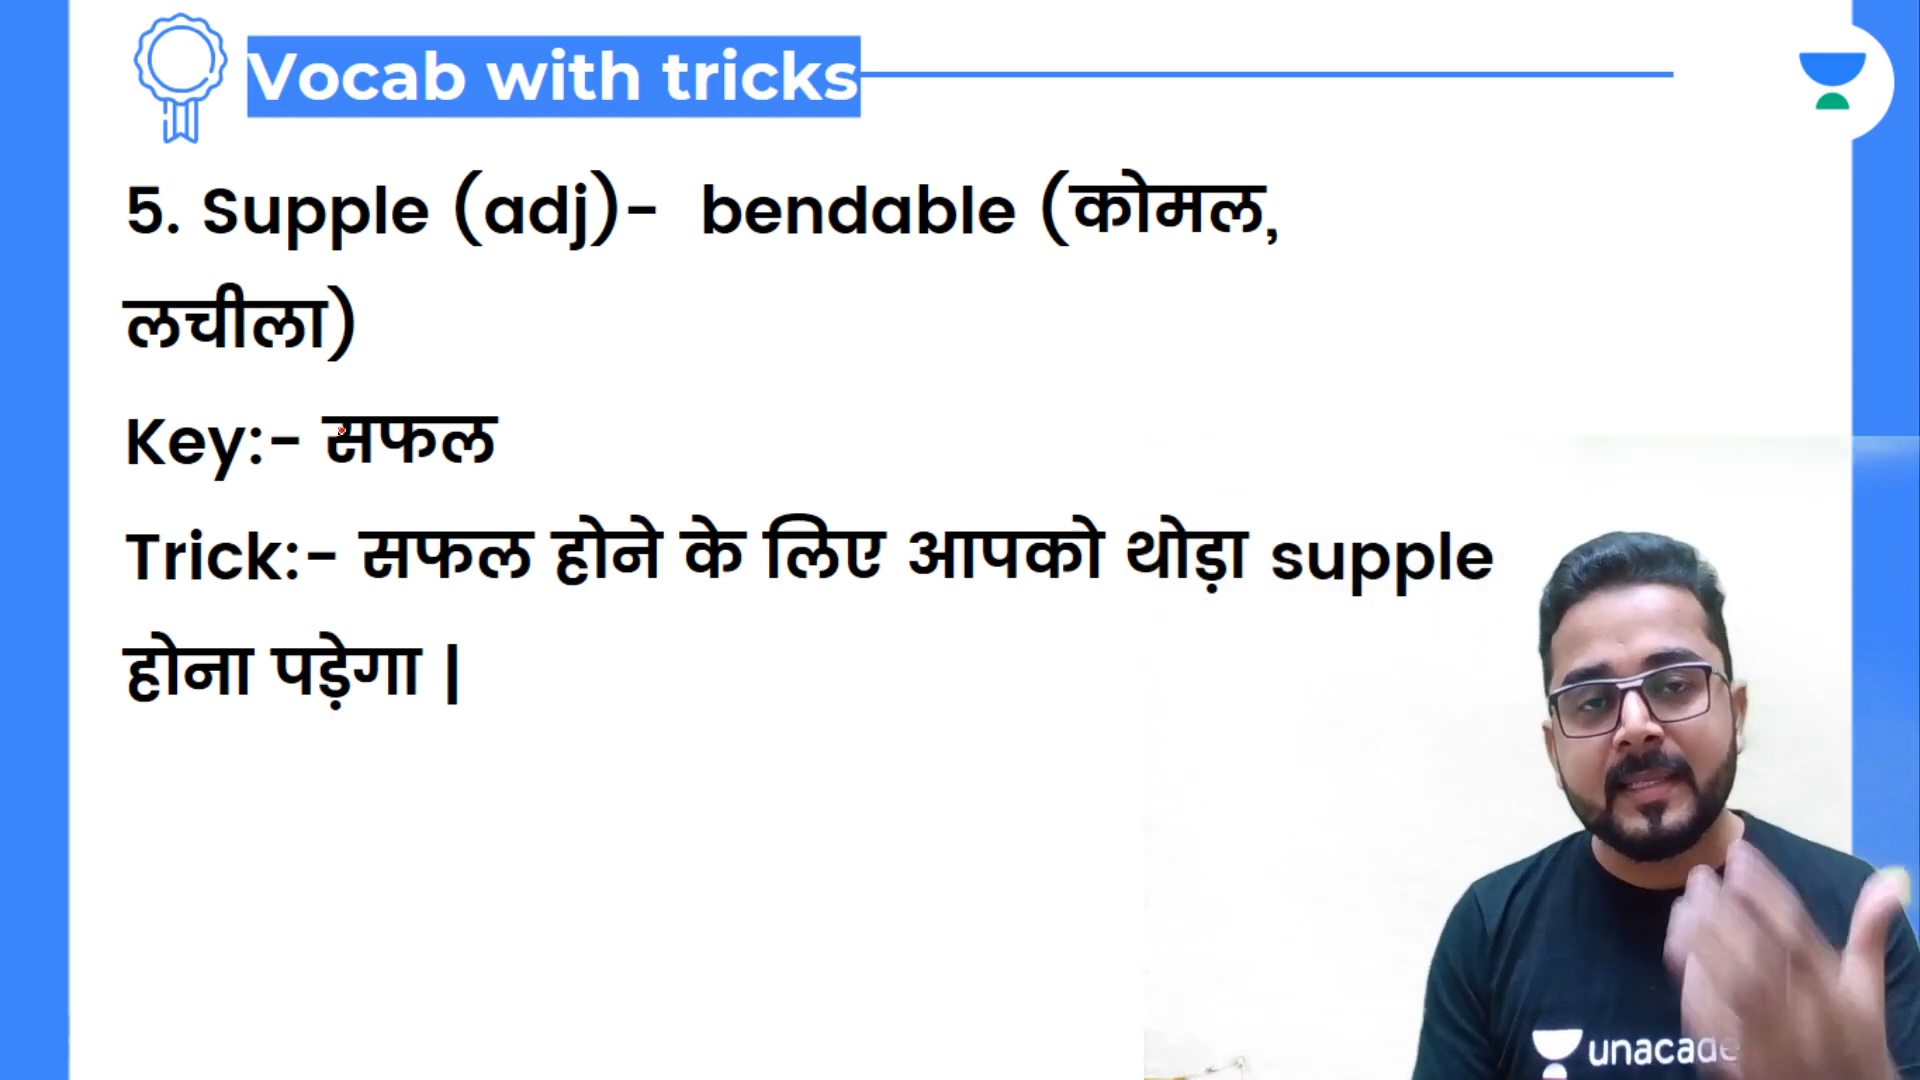 Vocab with tricks
5. Supple (adj)- bendable (कोमल,
लचीला)
Key:- सफल
Trick:- सफल होने के लिए आपको थोड़ा supple
होना पड़ेगा |
unacade